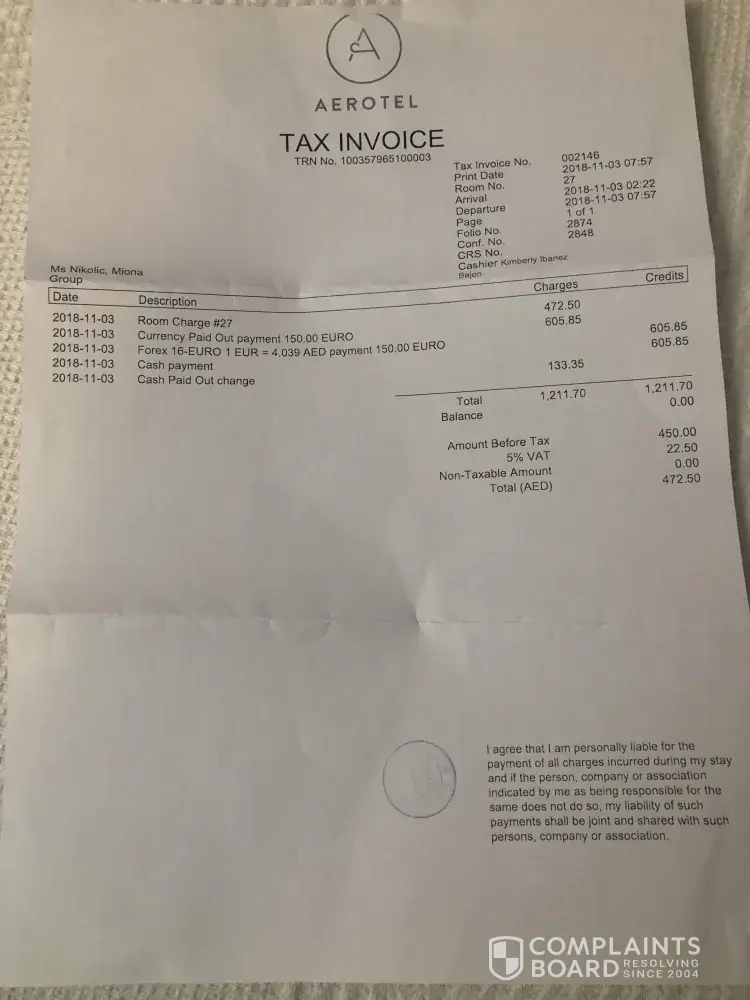 AEROTEL
TAX INVOICE
TRN No. 100357965100003
Tax Invoice No. 002146
Print Date 2018-11-03 07:57
Room No. 27
Arrival 2018-11-03 02:22
Departure 2018-11-03 07:57
Page 1 of 1
Folio No. 2874
Conf. No. 2848
CRS No.
Cashier Kimberly Ibanez
Bajon
Ms Nikolic, Miona
Group
Date Description Charges Credits
2018-11-03 Room Charge #27 472.50
2018-11-03 Currency Paid Out payment 150.00 EURO 605.85
2018-11-03 Forex 16-EURO 1 EUR = 4.039 AED payment 150.00 EURO 605.85
2018-11-03 Cash payment 605.85
2018-11-03 Cash Paid Out change 133.35
Total 1,211.70 1,211.70
Balance 0.00
Amount Before Tax 450.00
5% VAT 22.50
Non-Taxable Amount 0.00
Total (AED) 472.50
I agree that I am personally liable for the
payment of all charges incurred during my stay
and if the person, company or association
indicated by me as being responsible for the
same does not do so, my liability of such
payments shall be joint and shared with such
persons, company or association.
COMPLAINTS
BOARD RESOLVING
SINCE 2004